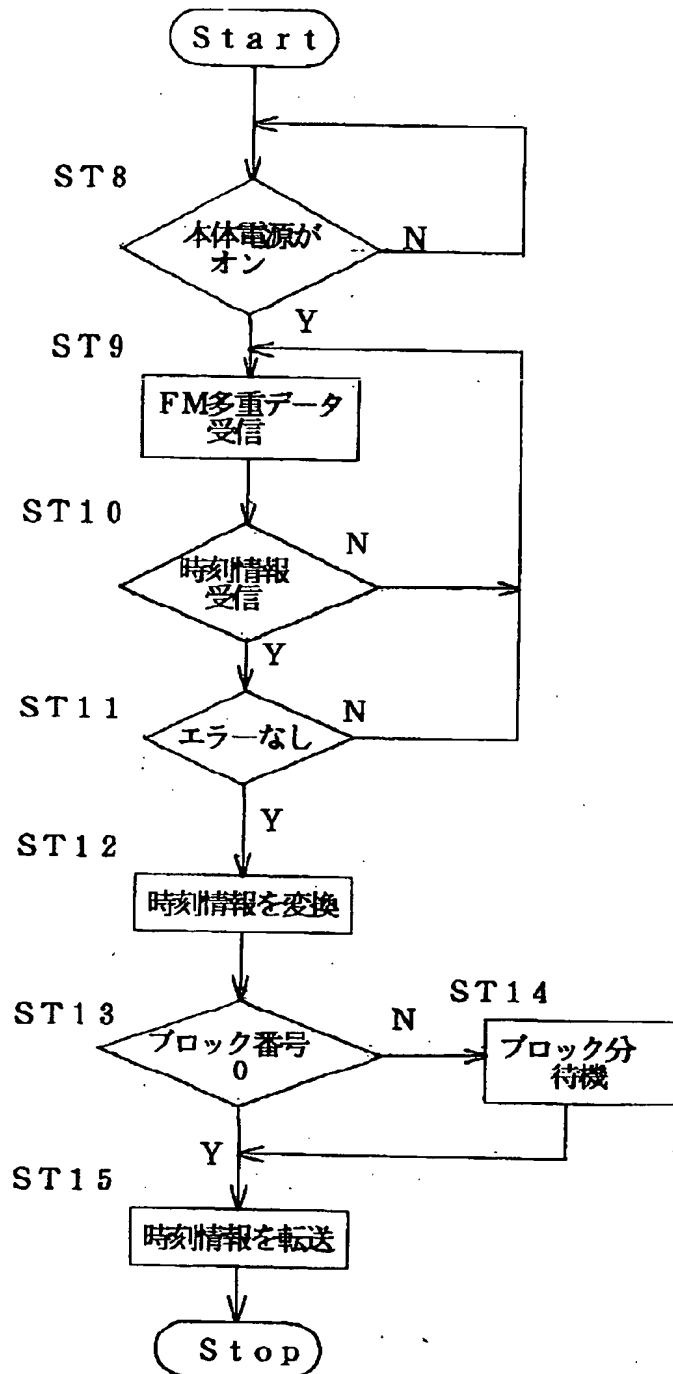 Start
ST8
本体電源が
オン
N
Y
ST9
FM多重データ
受信
ST10
N
時刻情報
受信
Y
ST11
N
エラーなし
Y
ST12
時刻情報を変換
ST13
ブロック番号
0
N
ST14
ブロック分
待機
Y
ST15
時刻情報を転送
Stop